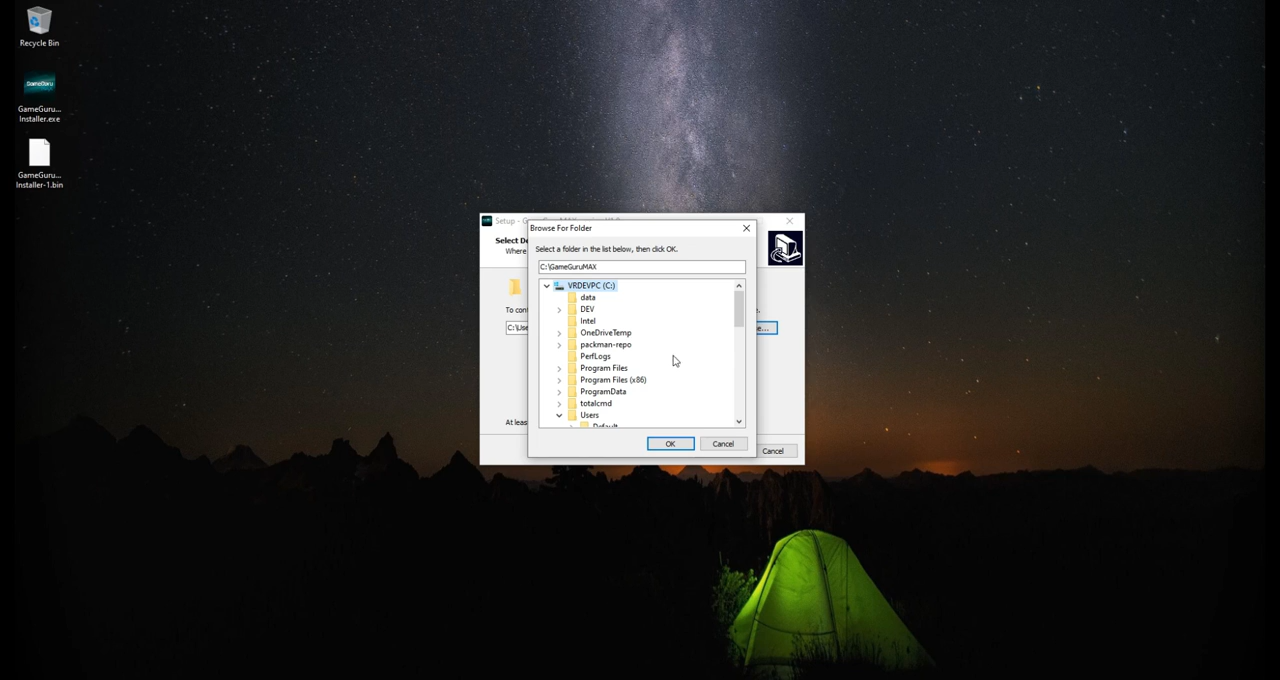 Recycle Bin
GameGuru
GameGuru...
Installer.exe
GameGuru...
Installer-1.bin
Setup - G
Select De
Where
To con
C:\Use
e...
At leas
Cancel
Browse For Folder
Select a folder in the list below, then click OK.
C:\GameGuruMAX
VRDEVPC (C:)
data
DEV
Intel
OneDriveTemp
packman-repo
PerfLogs
Program Files
Program Files (x86)
ProgramData
totalcmd
Users
Default
OK
Cancel